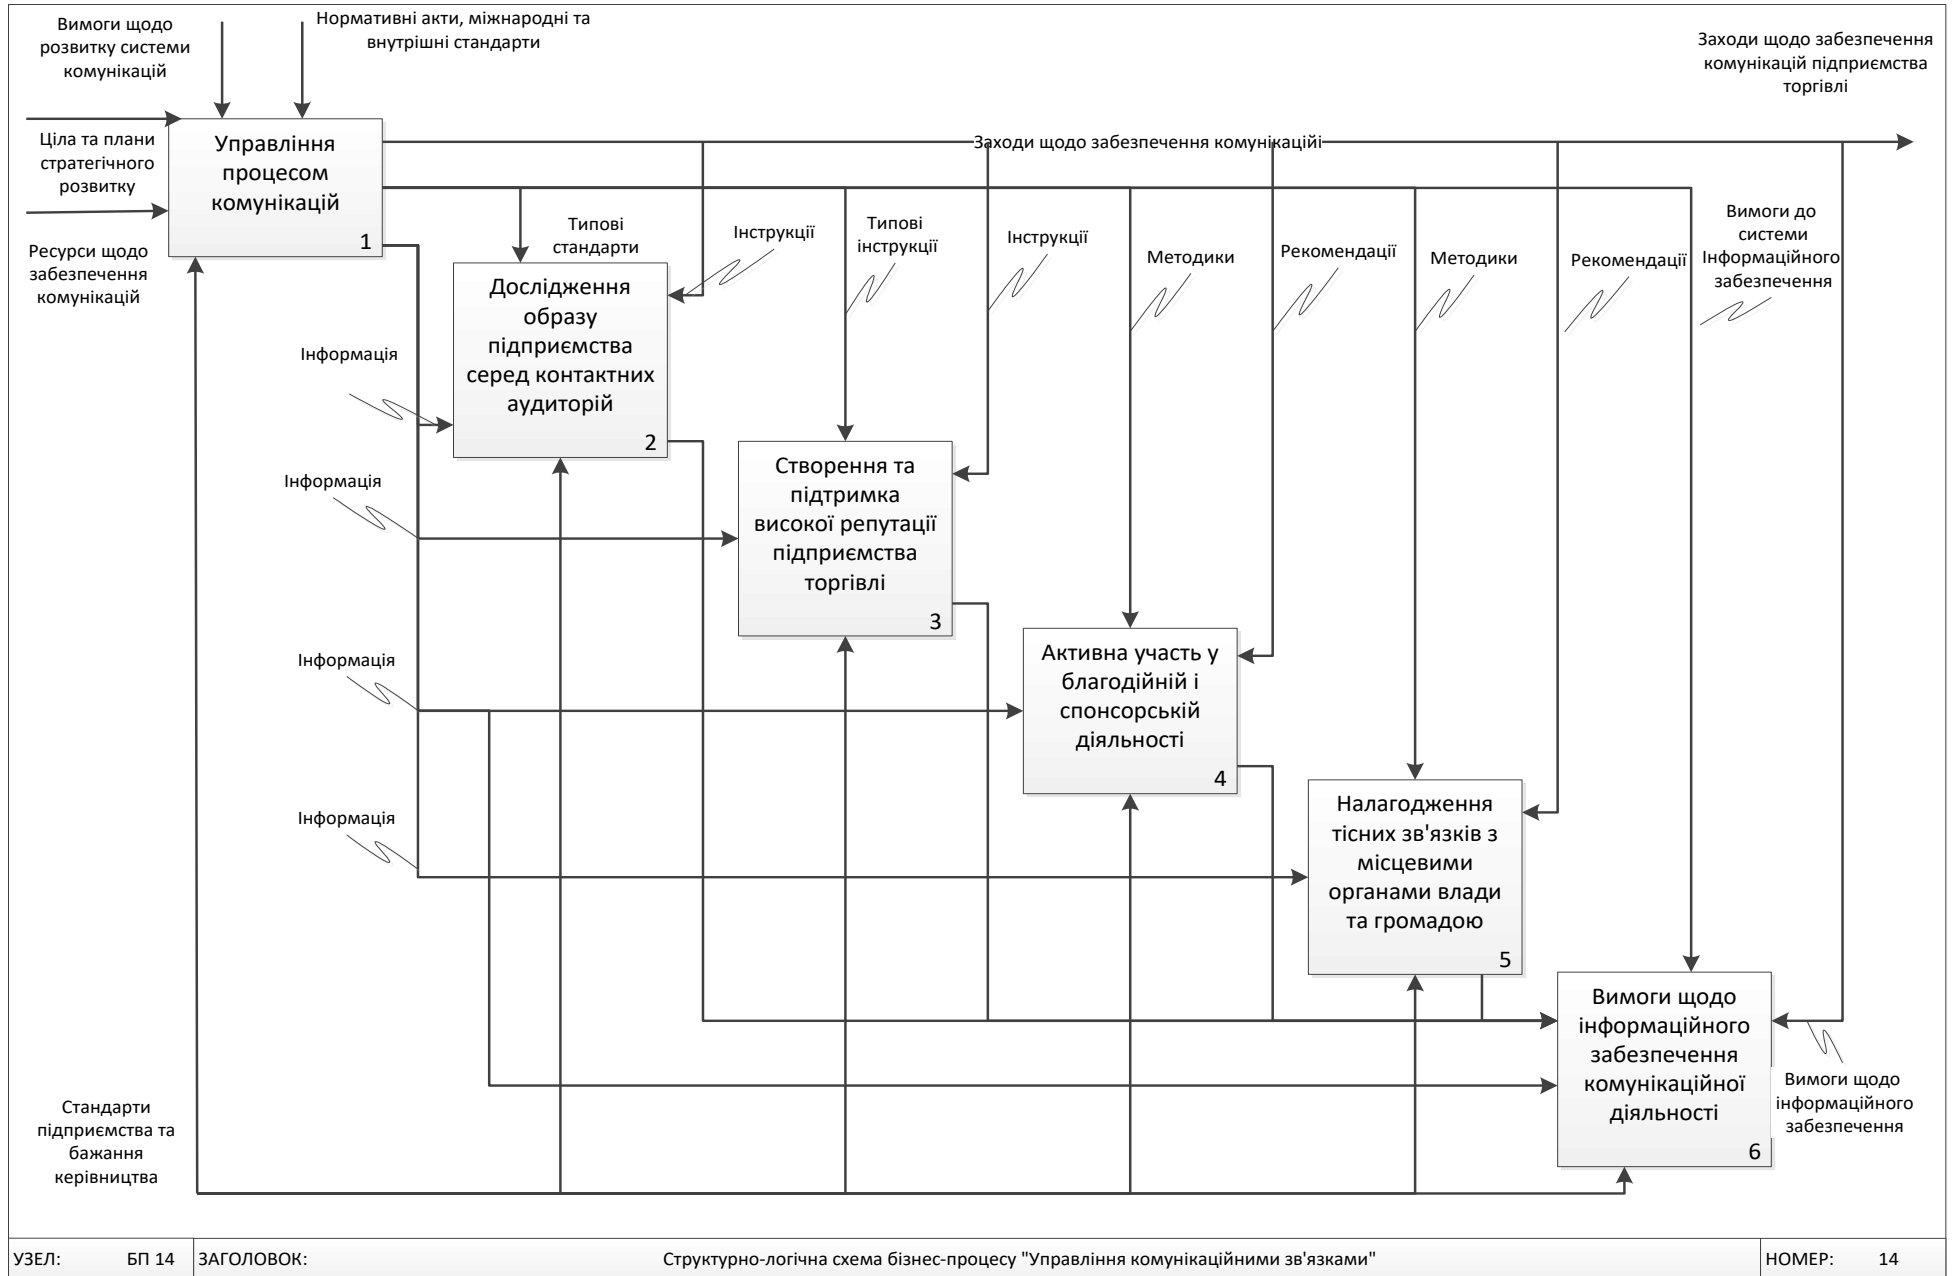 Вимоги щодо
розвитку системи
комунікацій
Нормативні акти, міжнародні та
внутрішні стандарти
Заходи щодо забезпечення
комунікацій підприємства
торгівлі
Ціла та плани
стратегічного
розвитку
Ресурси щодо
забезпечення
комунікацій
Управління
процесом
комунікацій
1
Заходи щодо забезпечення комунікаційі
Типові
стандарти
Інструкції
Типові
інструкції
Інструкції
Методики
Рекомендації
Методики
Рекомендації
Вимоги до
системи
Інформаційного
забезпечення
Дослідження
образу
підприємства
серед контактних
аудиторій
2
Інформація
Інформація
Інформація
Інформація
Створення та
підтримка
високої репутації
підприємства
торгівлі
3
Активна участь у
благодійній і
спонсорській
діяльності
4
Налагодження
тісних зв'язків з
місцевими
органами влади
та громадою
5
Вимоги щодо
інформаційного
забезпечення
комунікаційної
діяльності
6
Вимоги щодо
інформаційного
забезпечення
Стандарти
підприємства та
бажання
керівництва
УЗЕЛ: БП 14 ЗАГОЛОВОК: Структурно-логічна схема бізнес-процесу "Управління комунікаційними зв'язками" НОМЕР: 14